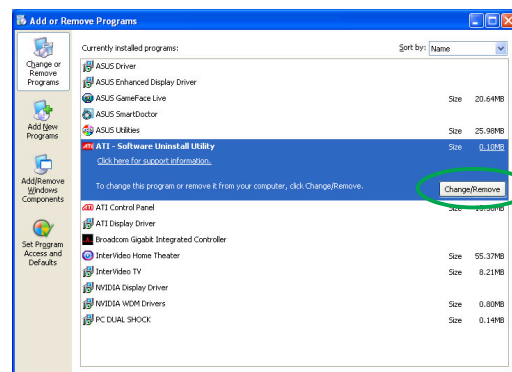 Add or Remove Programs
Change or
Remove
Programs
Add New
Programs
Add/Remove
Windows
Components
Set Program
Access and
Defaults
Currently installed programs:
Sort by: Name
ASUS Driver
ASUS Enhanced Display Driver
ASUS GameFace Live Size 20.64MB
ASUS SmartDoctor
ASUS Utilities Size 25.98MB
ATI - Software Uninstall Utility Size 0.10MB
Click here for support information.
To change this program or remove it from your computer, click Change/Remove. Change/Remove
ATI Control Panel Size
ATI Display Driver
Broadcom Gigabit Integrated Controller
InterVideo Home Theater Size 55.37MB
InterVideo TV Size 8.21MB
NVIDIA Display Driver
NVIDIA WDM Drivers Size 0.80MB
PC DUAL SHOCK Size 0.14MB